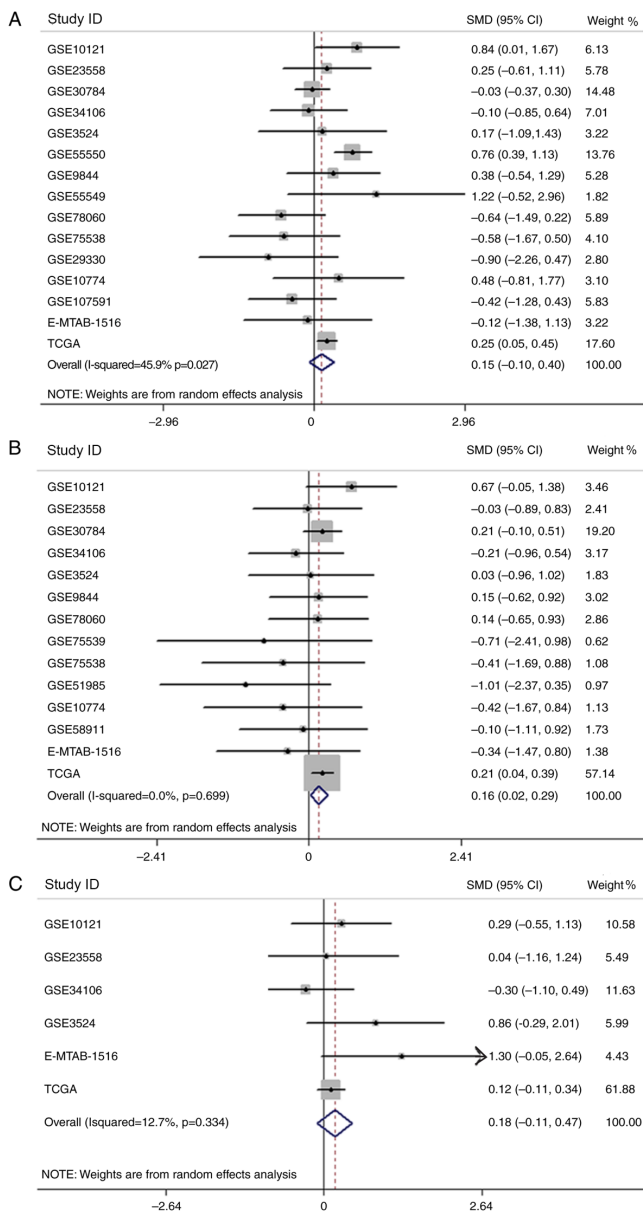 A
Study ID SMD (95% CI) Weight %
GSE10121 0.84 (0.01, 1.67) 6.13
GSE23558 0.25 (−0.61, 1.11) 5.78
GSE30784 −0.03 (−0.37, 0.30) 14.48
GSE34106 −0.10 (−0.85, 0.64) 7.01
GSE3524 0.17 (−1.09,1.43) 3.22
GSE55550 0.76 (0.39, 1.13) 13.76
GSE9844 0.38 (−0.54, 1.29) 5.28
GSE55549 1.22 (−0.52, 2.96) 1.82
GSE78060 −0.64 (−1.49, 0.22) 5.89
GSE75538 −0.58 (−1.67, 0.50) 4.10
GSE29330 −0.90 (−2.26, 0.47) 2.80
GSE10774 0.48 (−0.81, 1.77) 3.10
GSE107591 −0.42 (−1.28, 0.43) 5.83
E-MTAB-1516 −0.12 (−1.38, 1.13) 3.22
TCGA 0.25 (0.05, 0.45) 17.60
Overall (I-squared=45.9% p=0.027) 0.15 (−0.10, 0.40) 100.00
NOTE: Weights are from random effects analysis
−2.96 0 2.96
B
Study ID SMD (95% CI) Weight %
GSE10121 0.67 (−0.05, 1.38) 3.46
GSE23558 −0.03 (−0.89, 0.83) 2.41
GSE30784 0.21 (−0.10, 0.51) 19.20
GSE34106 −0.21 (−0.96, 0.54) 3.17
GSE3524 0.03 (−0.96, 1.02) 1.83
GSE9844 0.15 (−0.62, 0.92) 3.02
GSE78060 0.14 (−0.65, 0.93) 2.86
GSE75539 −0.71 (−2.41, 0.98) 0.62
GSE75538 −0.41 (−1.69, 0.88) 1.08
GSE51985 −1.01 (−2.37, 0.35) 0.97
GSE10774 −0.42 (−1.67, 0.84) 1.13
GSE58911 −0.10 (−1.11, 0.92) 1.73
E-MTAB-1516 −0.34 (−1.47, 0.80) 1.38
TCGA 0.21 (0.04, 0.39) 57.14
Overall (I-squared=0.0%, p=0.699) 0.16 (0.02, 0.29) 100.00
NOTE: Weights are from random effects analysis
−2.41 0 2.41
C
Study ID SMD (95% CI) Weight%
GSE10121 0.29 (−0.55, 1.13) 10.58
GSE23558 0.04 (−1.16, 1.24) 5.49
GSE34106 −0.30 (−1.10, 0.49) 11.63
GSE3524 0.86 (-0.29, 2.01) 5.99
E-MTAB-1516 1.30 (−0.05, 2.64) 4.43
TCGA 0.12 (−0.11, 0.34) 61.88
Overall (Isquared=12.7%, p=0.334) 0.18 (−0.11, 0.47) 100.00
NOTE: Weights are from random effects analysis
−2.64 0 2.64